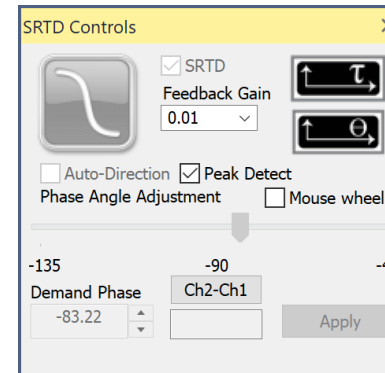 SRTD Controls
SRTD
Feedback Gain
0.01
τ
Θ
Auto-Direction
Peak Detect
Phase Angle Adjustment
Mouse wheel
-135
-90
Demand Phase
Ch2-Ch1
-83.22
Apply